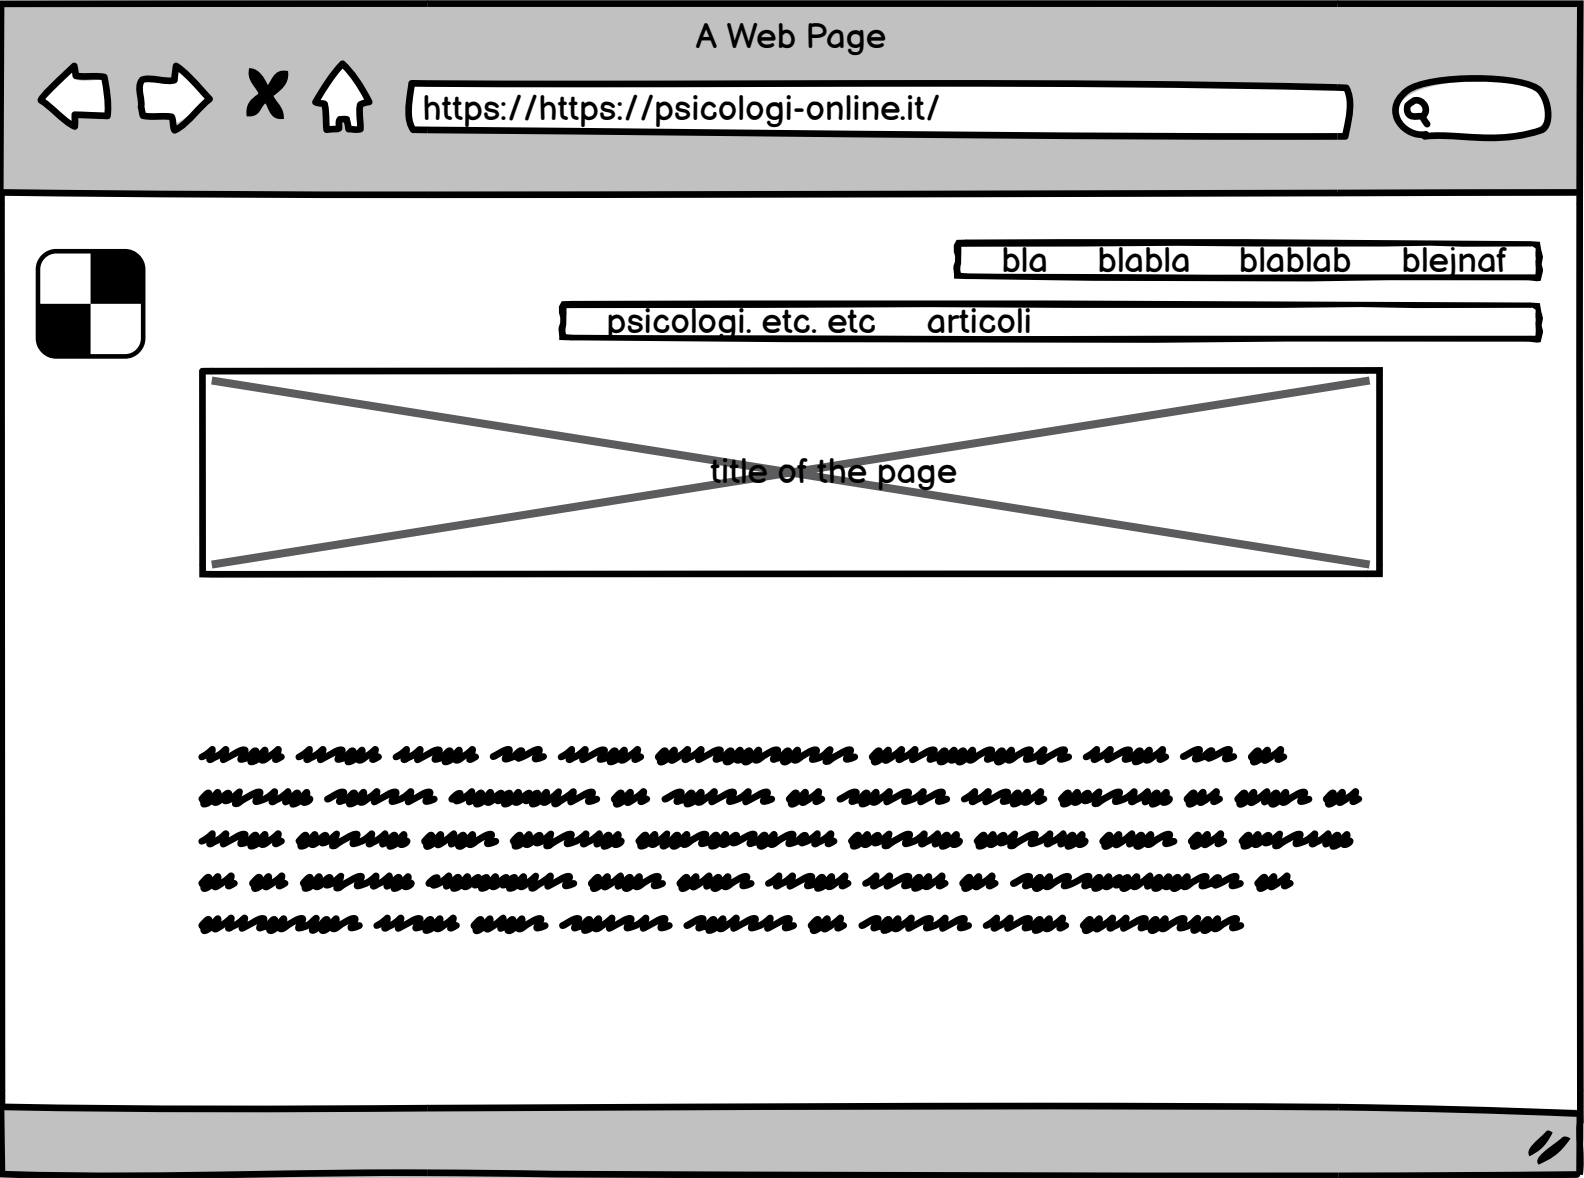 A Web Page
https://https://psicologi-online.it/
bla blabla blablab blejnaf
psicologi. etc. etc articoli
title of the page